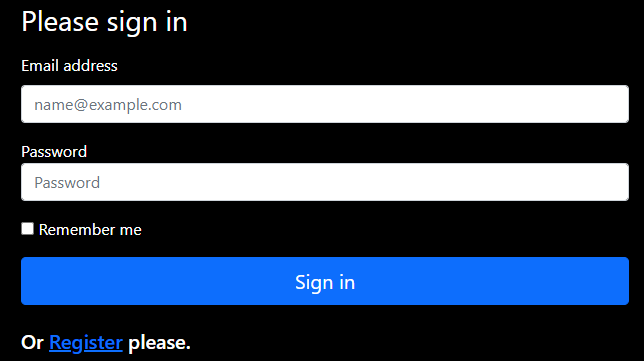 Please sign in
Email address
name@example.com
Password
Password
Remember me
Sign in
Or Register please.